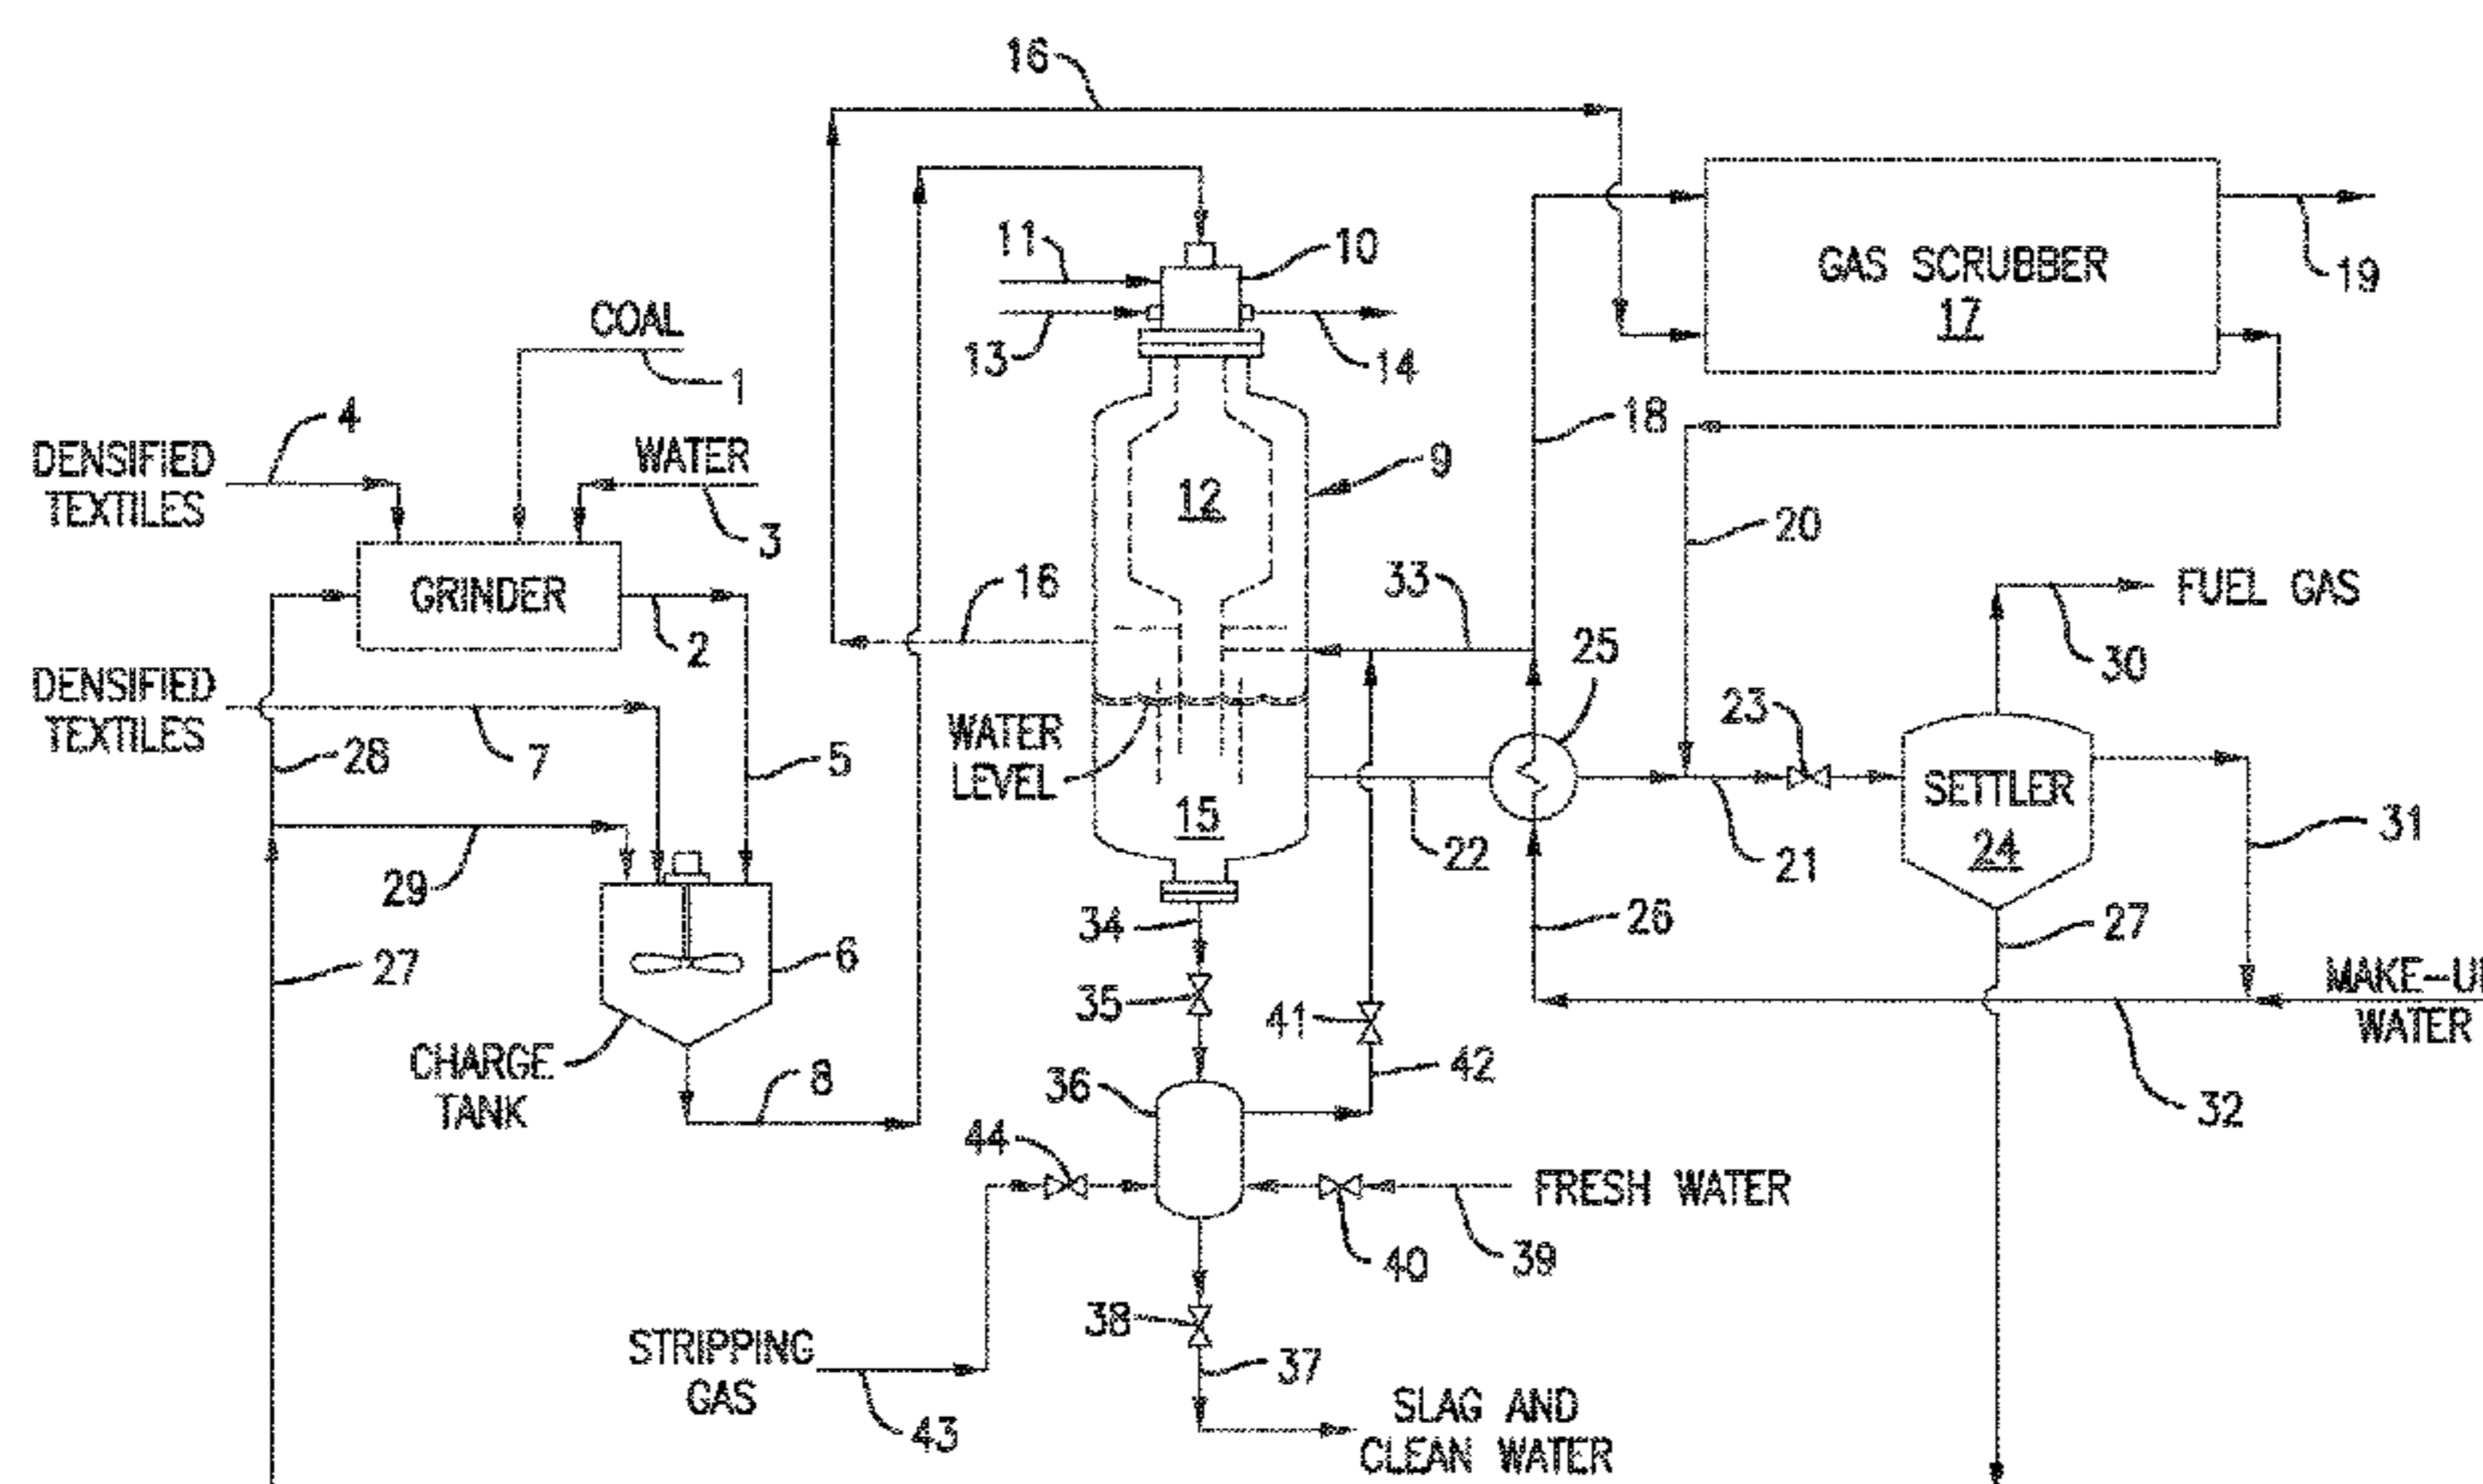 16
11
10
GAS SCRUBBER
17
19
COAL
13
14
1
4
18
DENSIFIED
TEXTILES
WATER
9
12
3
20
GRINDER
16
33
FUEL GAS
2
25
30
DENSIFIED
TEXTILES
WATER
LEVEL
23
7
28
5
SETTLER
24
15
31
22
21
29
34
26
27
6
27
35
41
MAKE-UP
WATER
CHARGE
TANK
8
36
42
32
44
FRESH WATER
40
39
38
STRIPPING
GAS
37
43
SLAG AND
CLEAN WATER